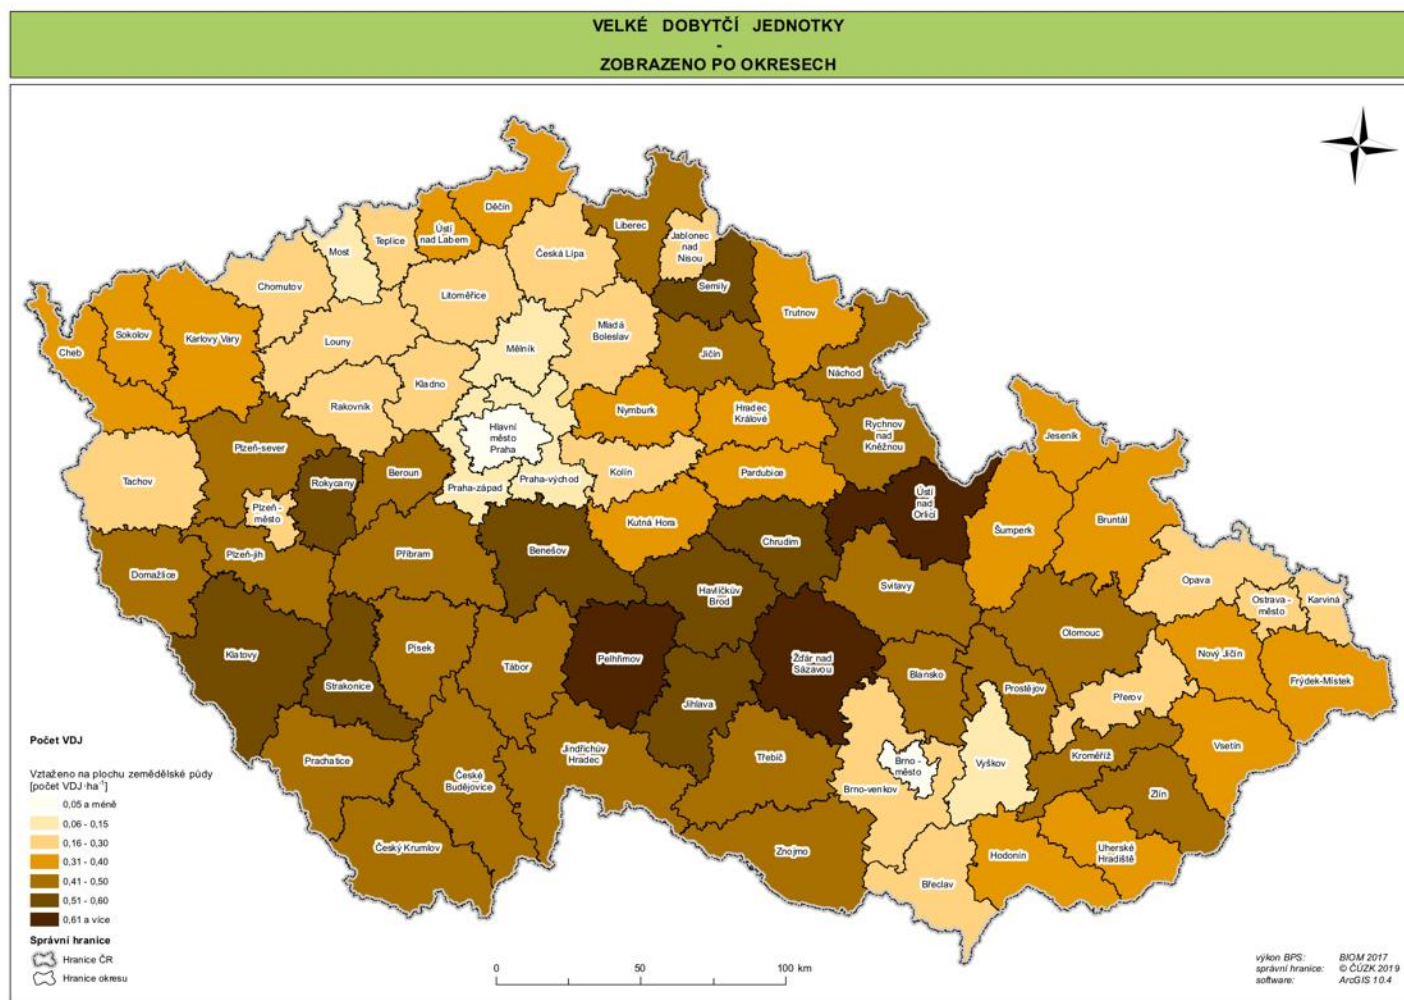 VELKÉ DOBYTČÍ JEDNOTKY
-
ZOBRAZENO PO OKRESECH
Děčín
Liberec
Ústí
nad Labem
Teplice
Most
Jablonec
nad
Nisou
Česká Lípa
Semily
Chomutov
Litoměřice
Trutnov
Mladá
Boleslav
Sokolov
Karlovy Vary
Louny
Mělník
Cheb
Jičín
Náchod
Kladno
Rakovník
Nymburk
Hradec
Králové
Hlavní
město
Praha
Rychnov
nad
Kněžnou
Jeseník
Plzeň-sever
Tachov
Rokycany
Beroun
Praha-západ
Praha-východ
Kolín
Pardubice
Plzeň -
město
Ústí
nad
Orlicí
Kutná Hora
Šumperk
Bruntál
Chrudim
Plzeň-jih
Příbram
Benešov
Domažlice
Havlíčkův
Brod
Svitavy
Opava
Ostrava -
město
Karviná
Olomouc
Klatovy
Písek
Tábor
Pelhřimov
Žďár nad
Sázavou
Nový Jičín
Frýdek-Místek
Strakonice
Blansko
Prostějov
Přerov
Jihlava
Vsetín
Prachatice
Jindřichův
Hradec
Třebíč
Kroměříž
Brno -
město
Vyškov
České
Budějovice
Brno-venkov
Zlín
Český Krumlov
Znojmo
Hodonín
Uherské
Hradiště
Břeclav
Počet VDJ
Vztaženo na plochu zemědělské půdy
[počet VDJ·ha⁻¹]
0,05 a méně
0,06 - 0,15
0,16 - 0,30
0,31 - 0,40
0,41 - 0,50
0,51 - 0,60
0,61 a více
Správní hranice
Hranice ČR
Hranice okresu
0 50 100 km
výkon BPS: BIOM 2017
správní hranice: © ČÚZK 2019
software: ArcGIS 10.4